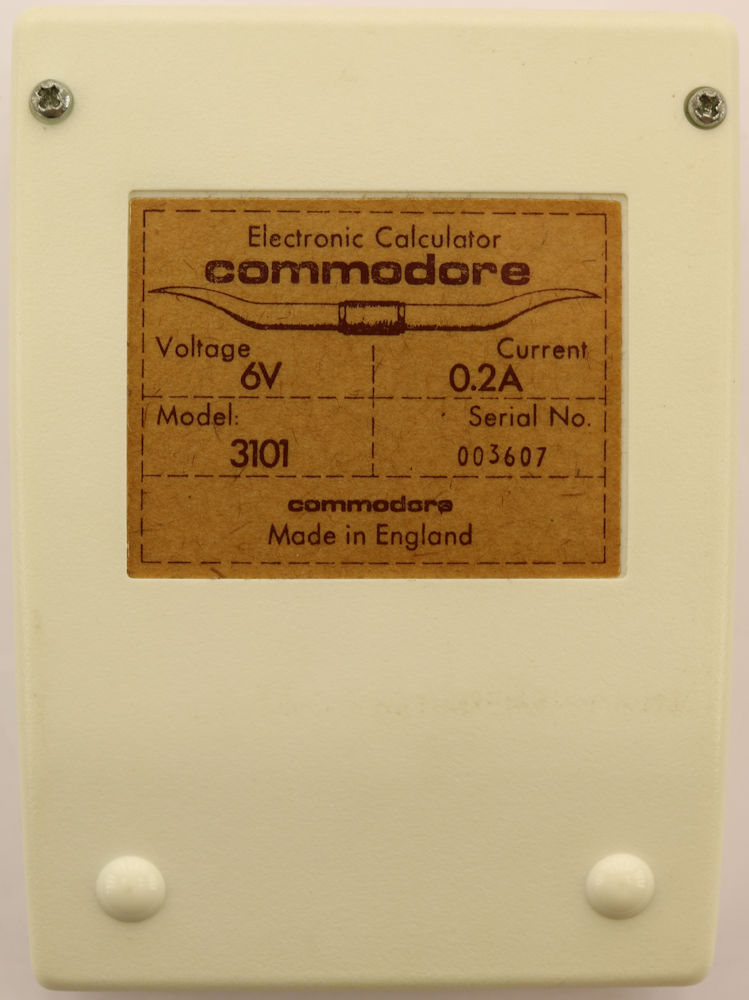 Electronic Calculator
commodore
Voltage Current
6V 0.2A
Model: Serial No.
3101 003607
commodore
Made in England